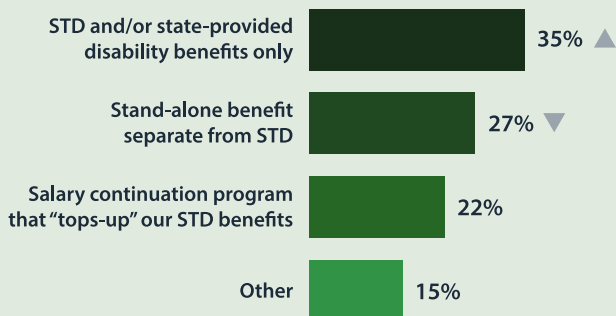 STD and/or state-provided
disability benefits only
35%
Stand-alone benefit
separate from STD
27%
Salary continuation program
that “tops-up” our STD benefits
22%
Other
15%